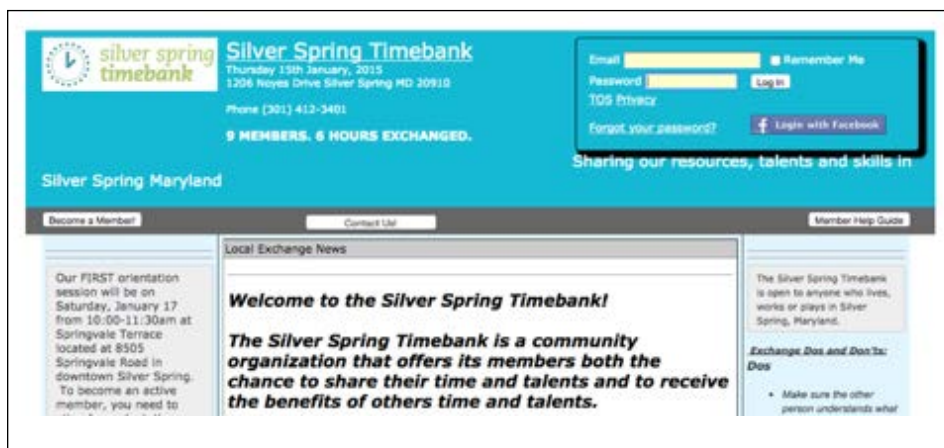 silver spring
timebank
Silver Spring Timebank
Thursday 15th January, 2015
1206 Noyes Drive Silver Spring MD 20910
Phone (301) 412-3401
9 MEMBERS. 6 HOURS EXCHANGED.
Email
Remember Me
Password
Log In
TOS Privacy
Forgot your password?
f Login with Facebook
Sharing our resources, talents and skills in
Silver Spring Maryland
Become a Member!
Contact Us!
Member Help Guide
Our FIRST orientation
session will be on
Saturday, January 17
from 10:00-11:30am at
Springvale Terrace
located at 8505
Springvale Road in
downtown Silver Spring.
To become an active
member, you need to
Local Exchange News
Welcome to the Silver Spring Timebank!
The Silver Spring Timebank is a community
organization that offers its members both the
chance to share their time and talents and to receive
the benefits of others time and talents.
The Silver Spring Timebank
is open to anyone who lives,
works or plays in Silver
Spring, Maryland.
Exchange Dos and Don'ts:
Dos
• Make sure the other
person understands what